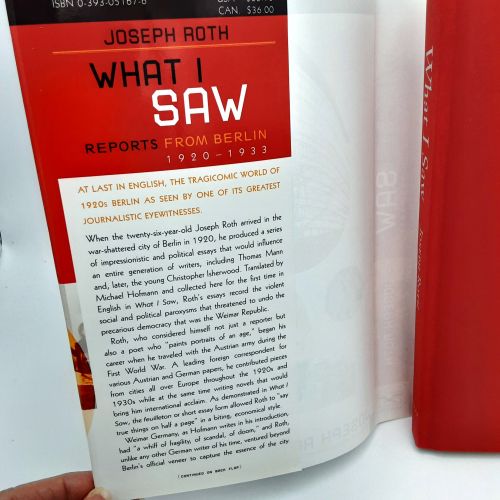 ISBN 0-393-05167-6
CAN. $36.00
JOSEPH ROTH
WHAT I
SAW
REPORTS FROM BERLIN
1920-1933
AT LAST IN ENGLISH, THE TRAGICOMIC WORLD OF
1920s BERLIN AS SEEN BY ONE OF ITS GREATEST
JOURNALISTIC EYEWITNESSES.
When the twenty-six-year-old Joseph Roth arrived in the
war-shattered city of Berlin in 1920, he produced a series
of impressionistic and political essays that would influence
an entire generation of writers, including Thomas Mann
and, later, the young Christopher Isherwood. Translated by
Michael Hofmann and collected here for the first time in
English in What I Saw, Roth's essays record the violent
social and political paroxysms that threatened to undo the
precarious democracy that was the Weimar Republic.
Roth, who considered himself not just a reporter but
also a poet who "paints portraits of an age," began his
career when he traveled with the Austrian army during the
First World War. A leading foreign correspondent for
various Austrian and German papers, he contributed pieces
from cities all over Europe throughout the 1920s and
1930s while at the same time writing novels that would
bring him international acclaim. As demonstrated in What I
Saw, the feuilleton or short essay form allowed Roth to "say
true things on half a page" in a biting, economical style.
Weimar Germany, as Hofmann writes in his introduction,
had "a whiff of fragility, of scandal, of doom," and Roth,
unlike any other German writer of his time, ventured beyond
Berlin's official veneer to capture the essence of the city
(CONTINUED ON BACK FLAP)
What I Saw
SAW
JOSEPH RO